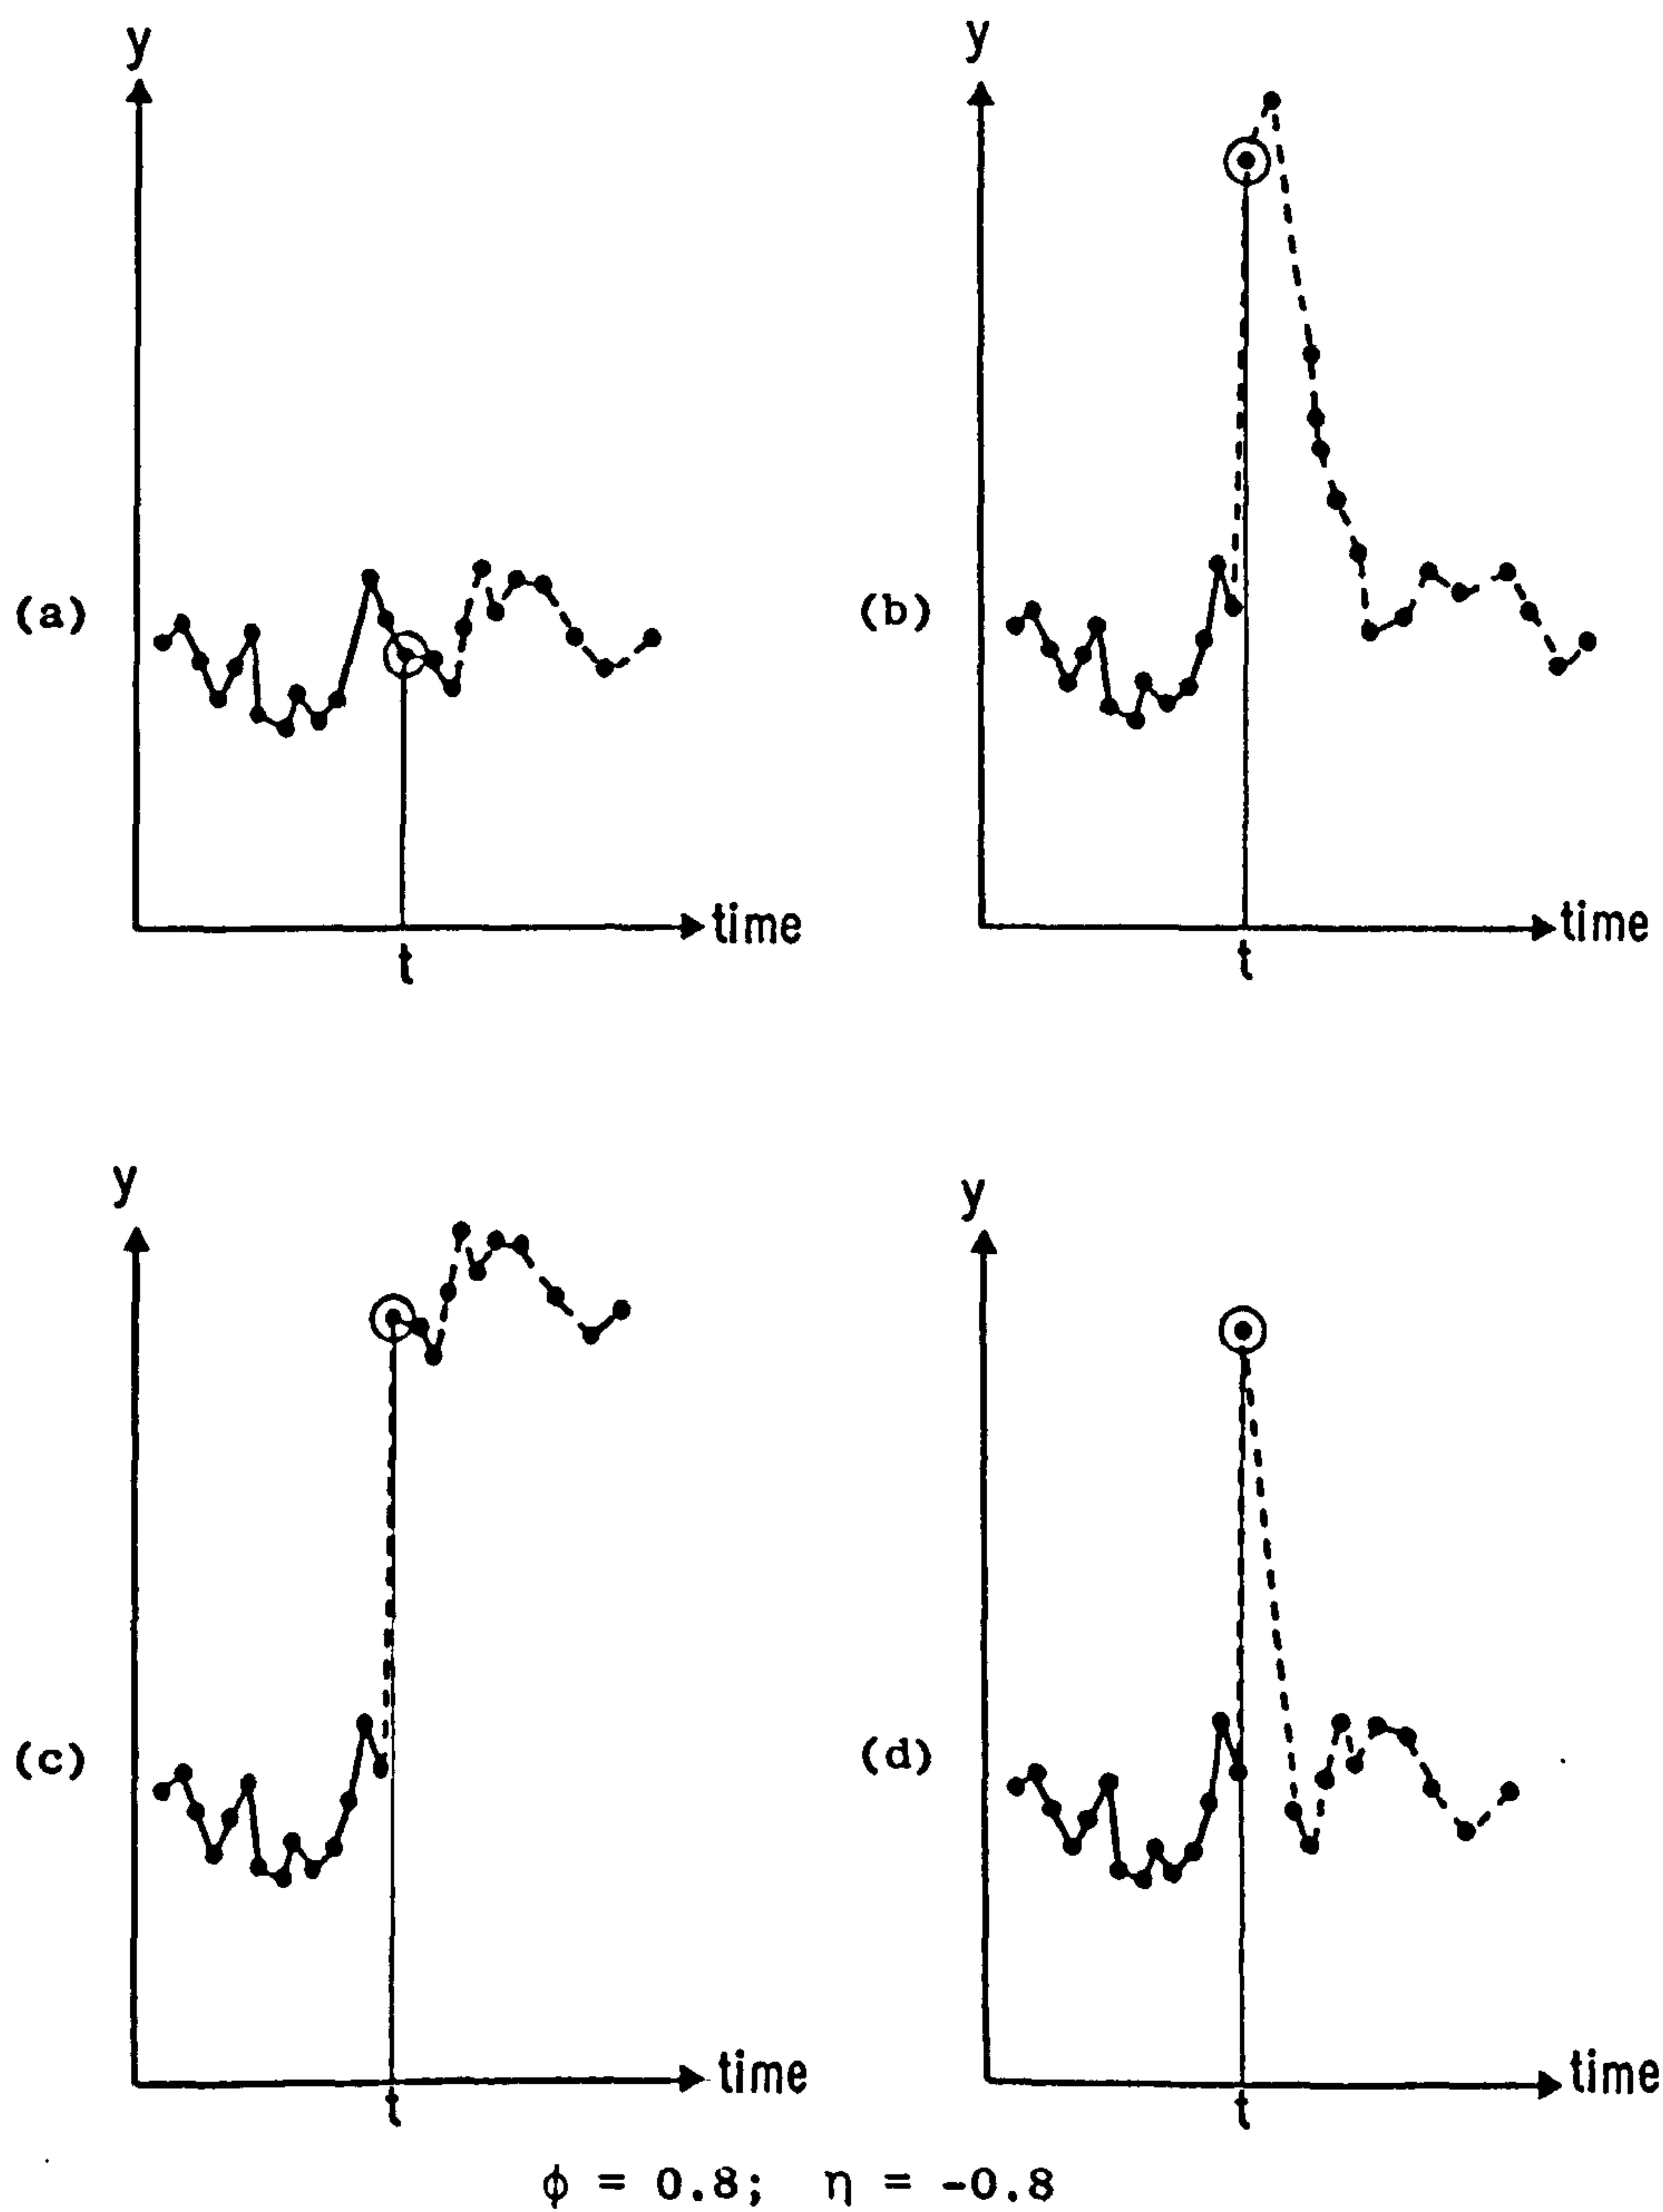 y
y
(a)
(b)
time
time
t
t
y
y
(c)
(d)
time
time
t
t
φ = 0.8; η = -0.8